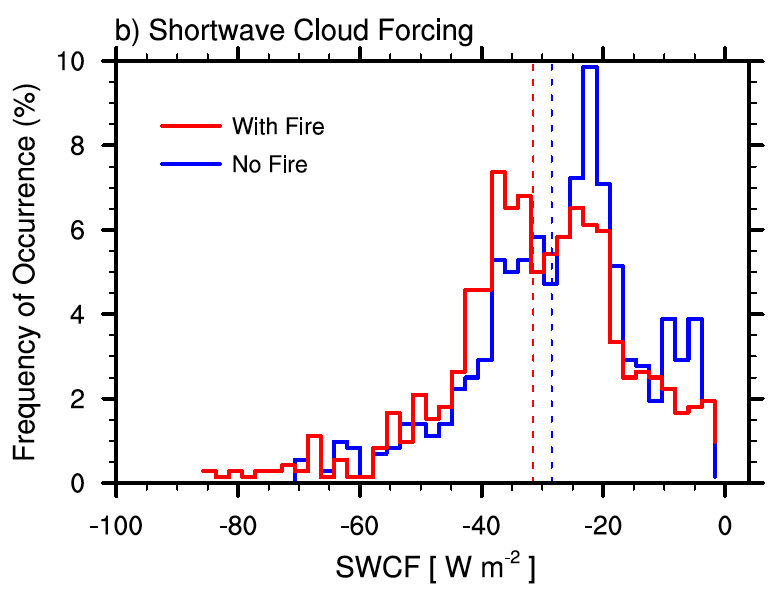 b) Shortwave Cloud Forcing
Frequency of Occurrence (%)
10
8
6
4
2
0
With Fire
No Fire
-100 -80 -60 -40 -20 0
SWCF [ W m-2 ]